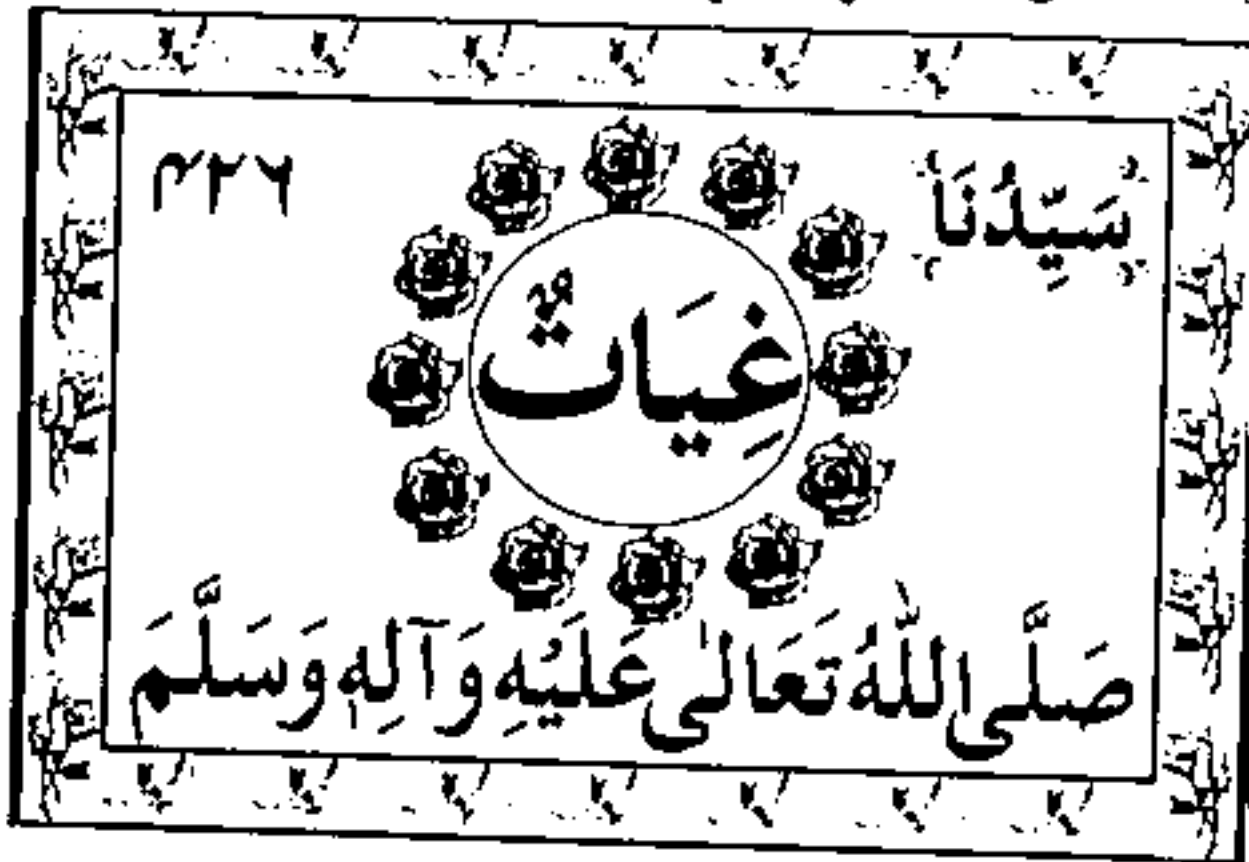 سَيِّدُنَا ۴۲۶
غِيَاثٌ
صَلَّى اللّٰهُ تَعَالٰى عَلَيْهِ وَآلِهٖ وَسَلَّمَ